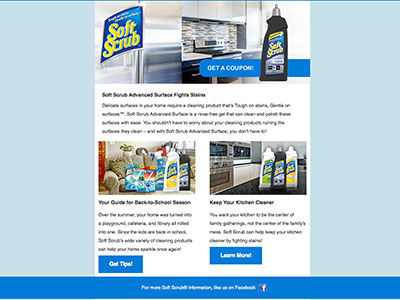 Soft
Scrub
Soft
Scrub
GET A COUPON!
Soft Scrub Advanced Surface Fights Stains
Delicate surfaces in your home require a cleaning product that's Tough on stains, Gentle on
surfaces™. Soft Scrub Advanced Surface is a rinse-free gel that can clean and polish these
surfaces with ease. You shouldn't have to worry about your cleaning products ruining the
surfaces they clean – and with Soft Scrub Advanced Surface, you don't have to!
Your Guide for Back-to-School Season
Over the summer, your home was turned into
a playground, cafeteria, and library all rolled
into one. Since the kids are back in school,
Soft Scrub's wide variety of cleaning products
can help your home sparkle once again!
Get Tips!
Keep Your Kitchen Cleaner
You want your kitchen to be the center of
family gatherings, not the center of the family's
mess. Soft Scrub can help keep your kitchen
cleaner by fighting stains!
Learn More!
For more Soft Scrub® information, like us on Facebook